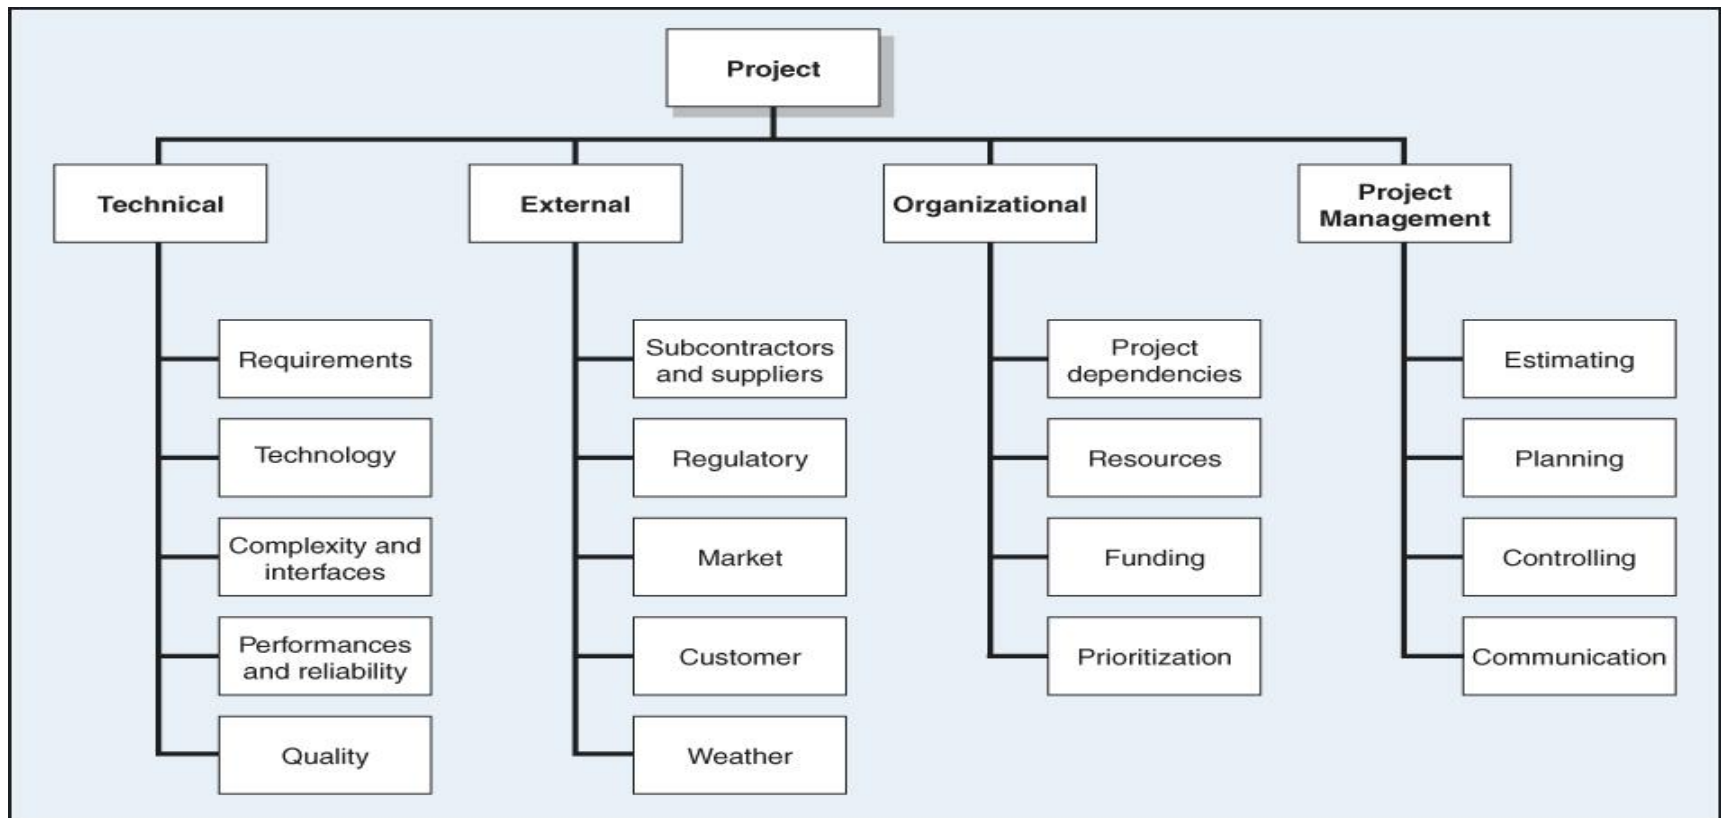 Project
Technical
External
Organizational
Project
Management
Requirements
Technology
Complexity and
interfaces
Performances
and reliability
Quality
Subcontractors
and suppliers
Regulatory
Market
Customer
Weather
Project
dependencies
Resources
Funding
Prioritization
Estimating
Planning
Controlling
Communication